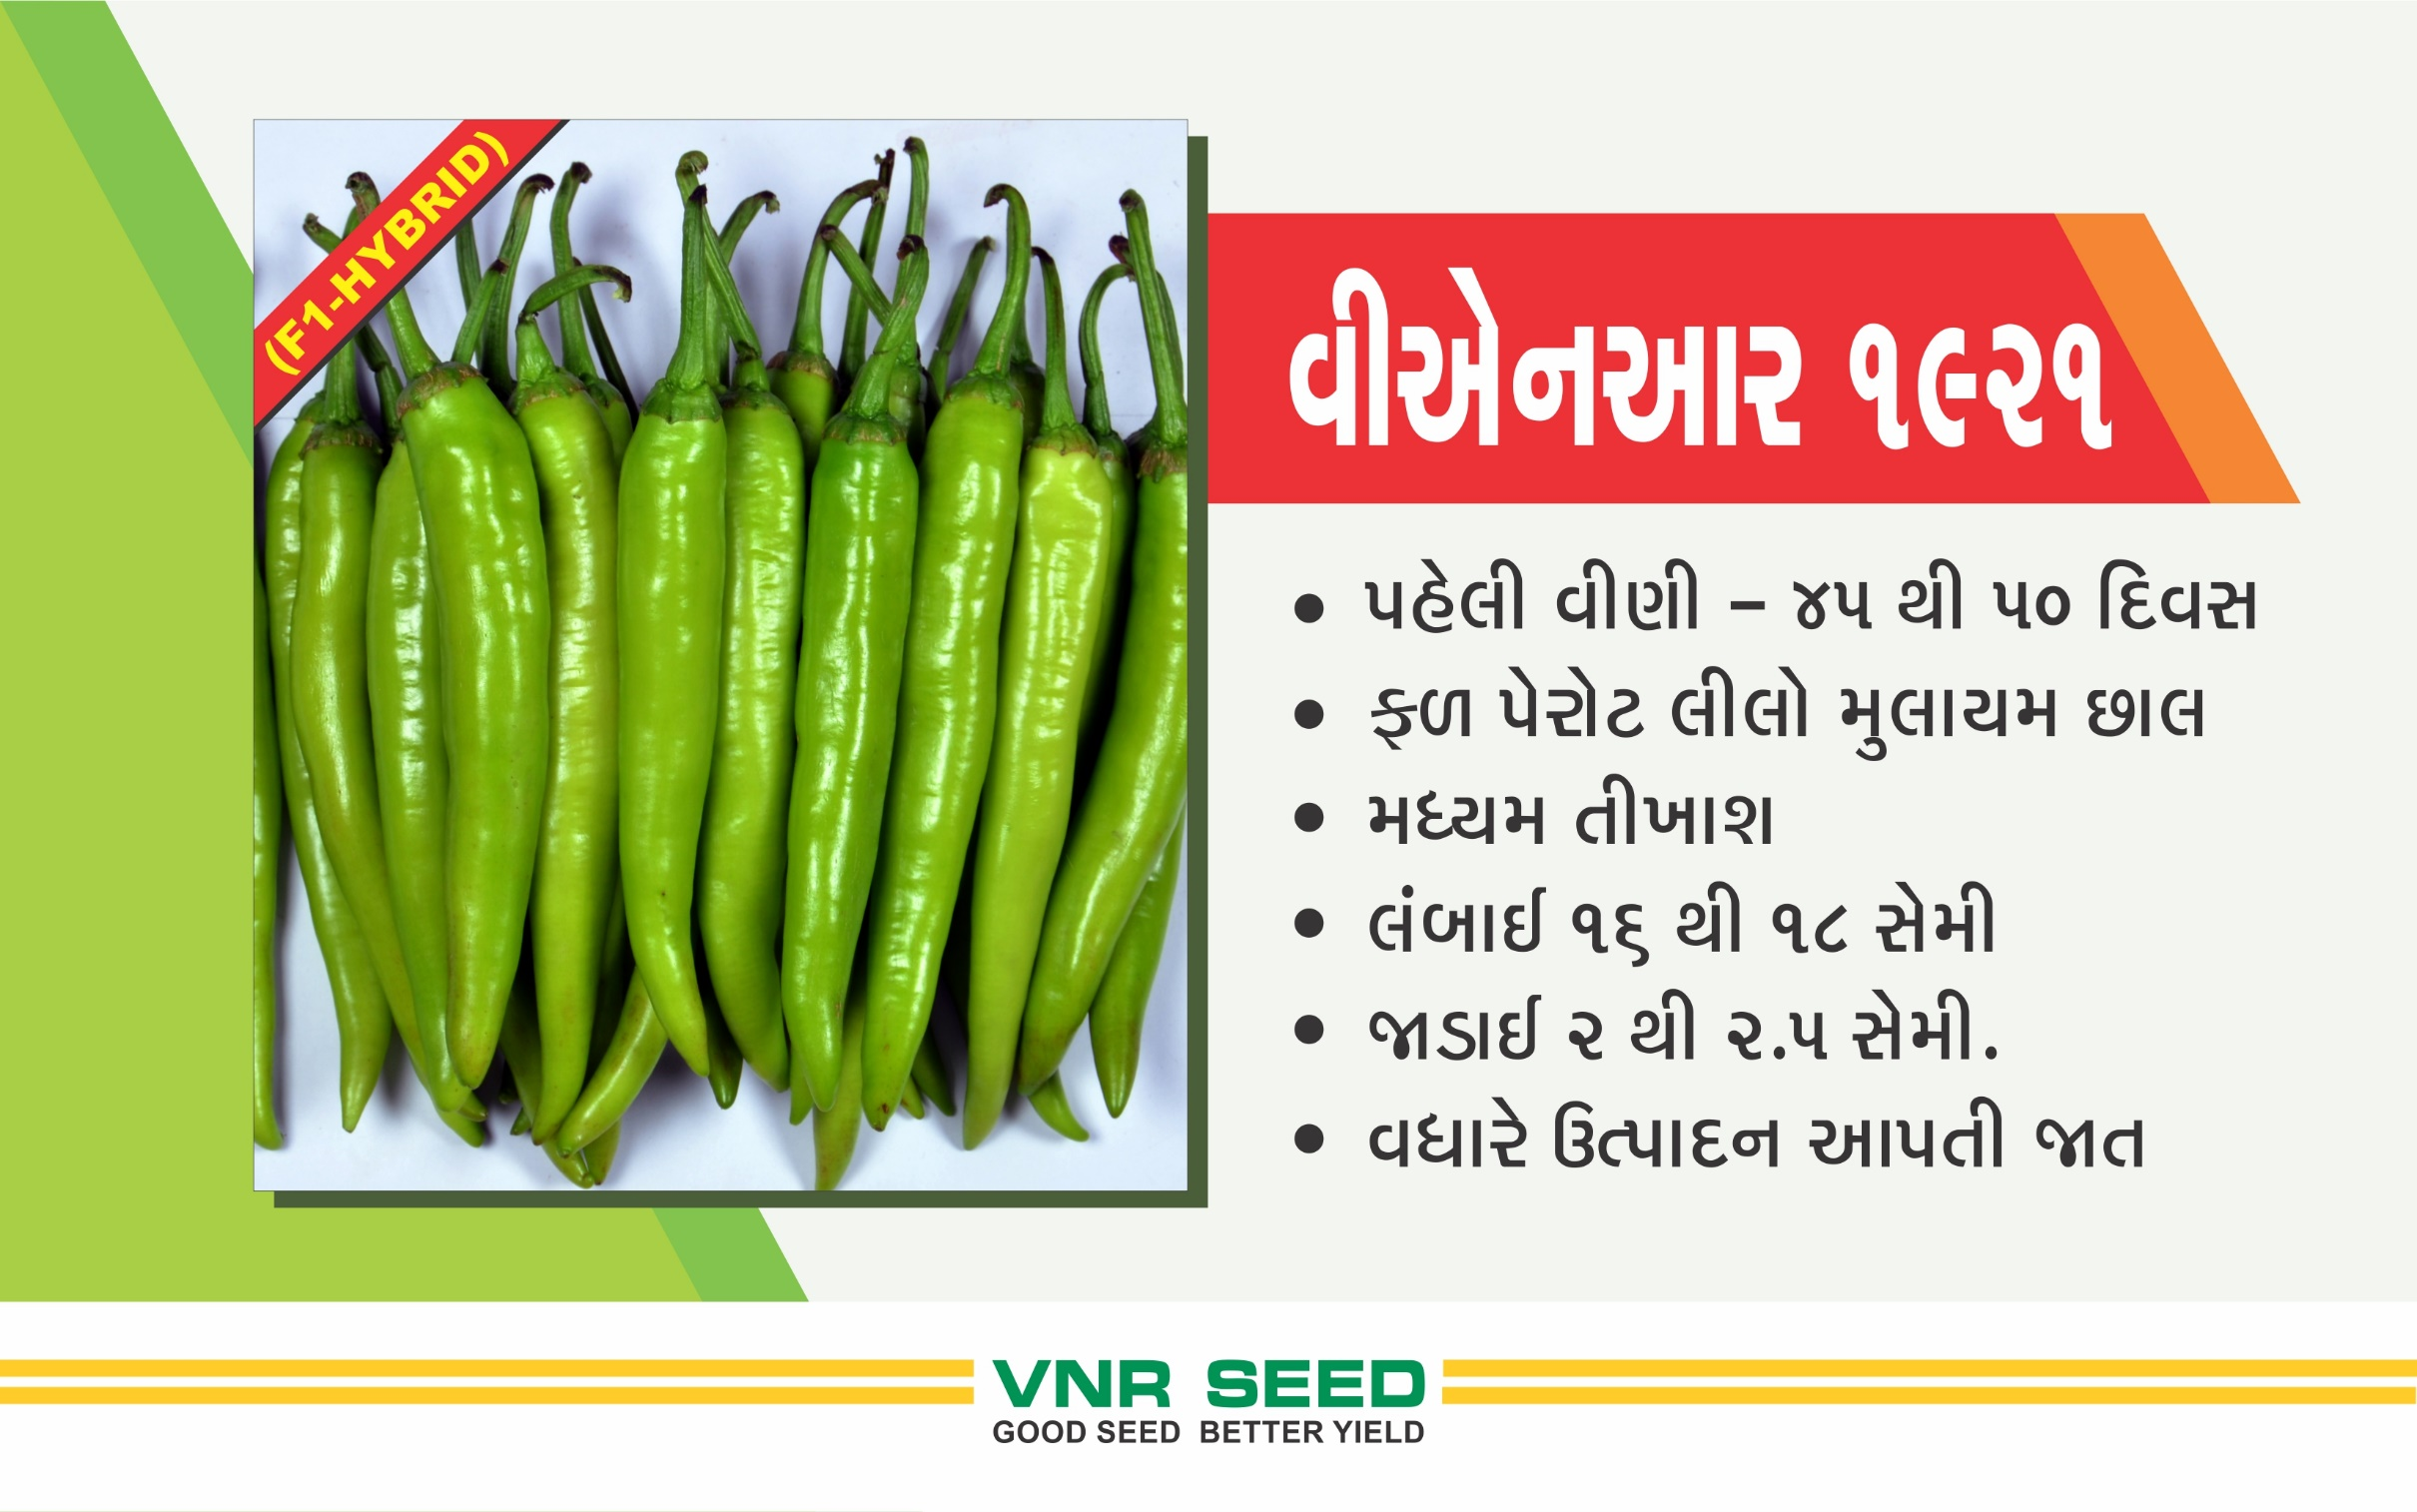 (F1-HYBRID)
વીએનઆર ૧૯૨૧
• પહેલી વીણી – ૪૫ થી ૫૦ દિવસ
• ફળ પેરોટ લીલો મુલાયમ છાલ
• મધ્યમ તીખાશ
• લંબાઈ ૧૬ થી ૧૮ સેમી
• જાડાઈ ૨ થી ૨.૫ સેમી.
• વધારે ઉત્પાદન આપતી જાત
VNR SEED
GOOD SEED BETTER YIELD